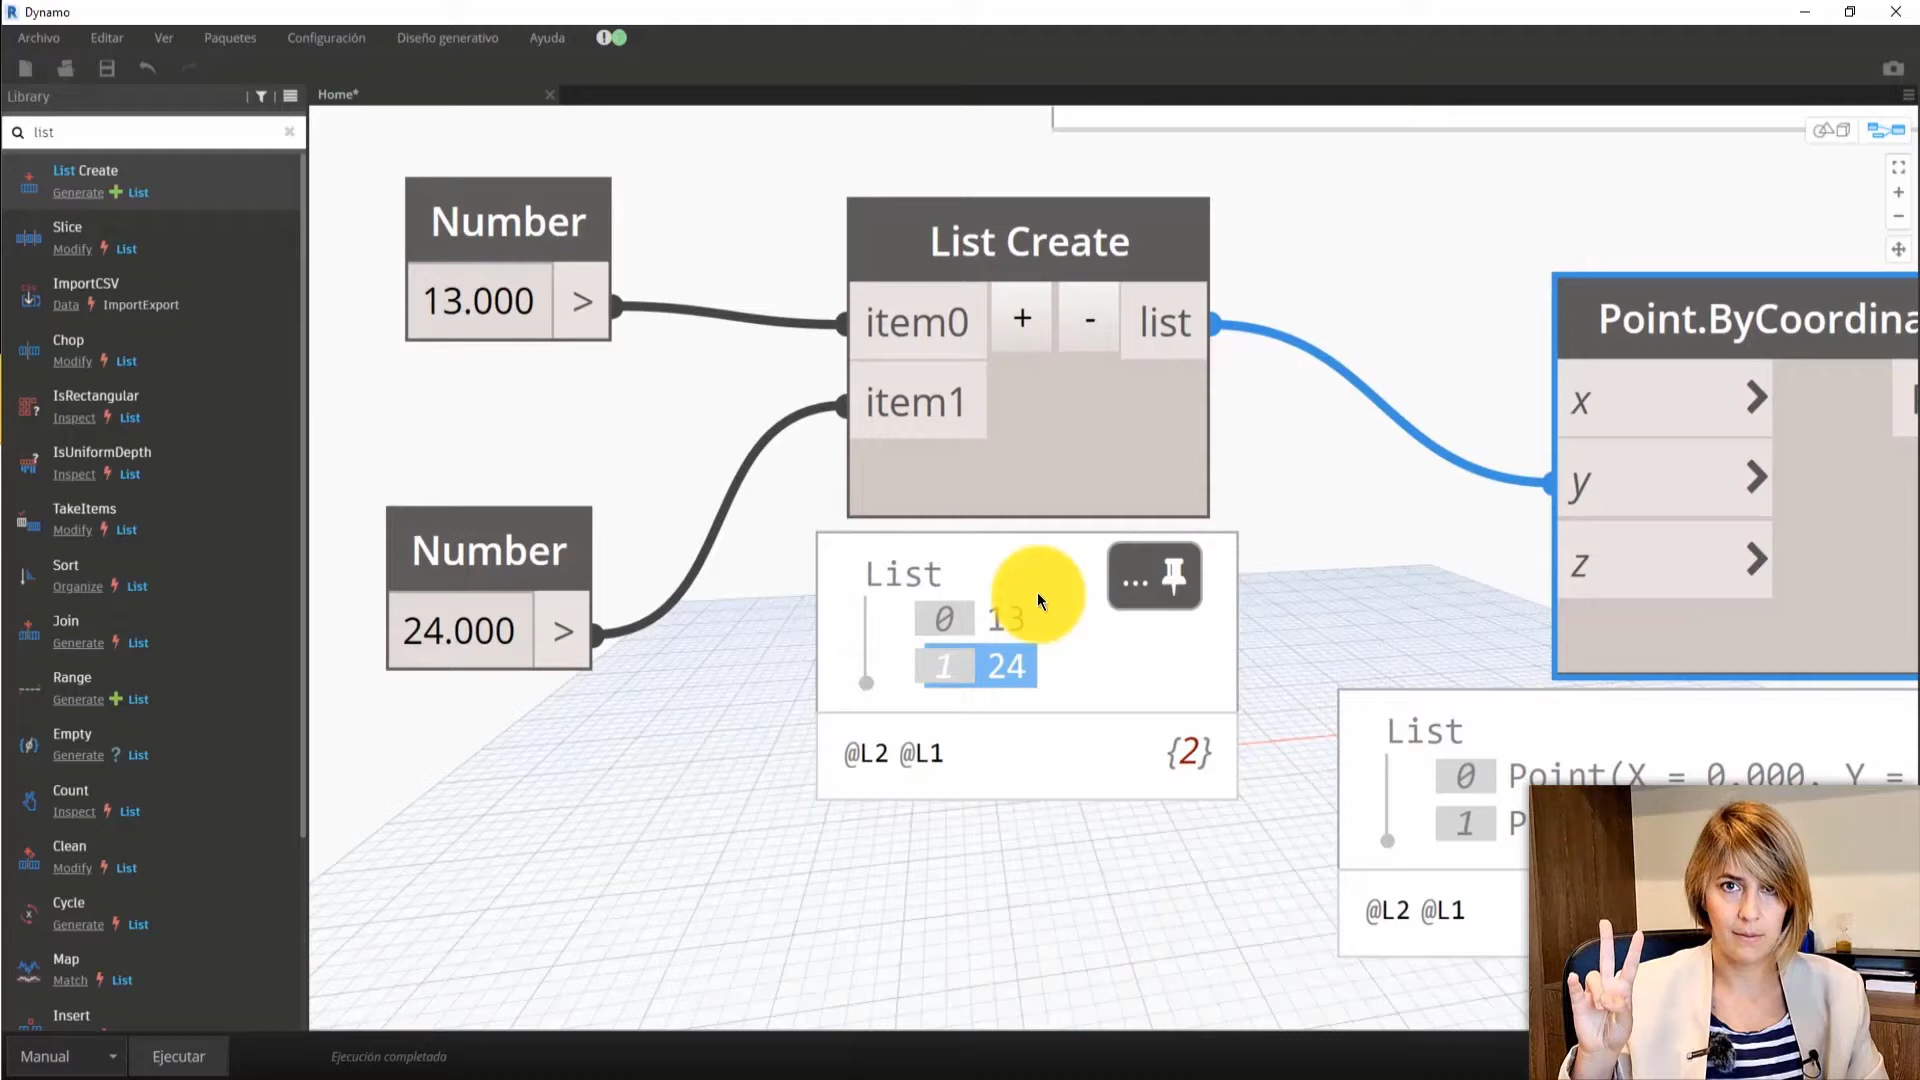 Dynamo
Archivo Editar Ver Paquetes Configuración Diseño generativo Ayuda
Library
Home*
list
List Create
Generate List
Slice
Modify List
ImportCSV
Data ImportExport
Chop
Modify List
IsRectangular
Inspect List
IsUniformDepth
Inspect List
TakeItems
Modify List
Sort
Organize List
Join
Generate List
Range
Generate List
Empty
Generate ? List
Count
Inspect List
Clean
Modify List
Cycle
Generate List
Map
Match List
Insert
Number
13.000 >
Number
24.000 >
List Create
item0 + - list
item1
List
0 13
1 24
@L2 @L1 {2}
Point.ByCoordina
x
y
z
List
0 Point(X = 0.000, Y =
1 P
@L2 @L1
Manual Ejecutar Ejecución completada